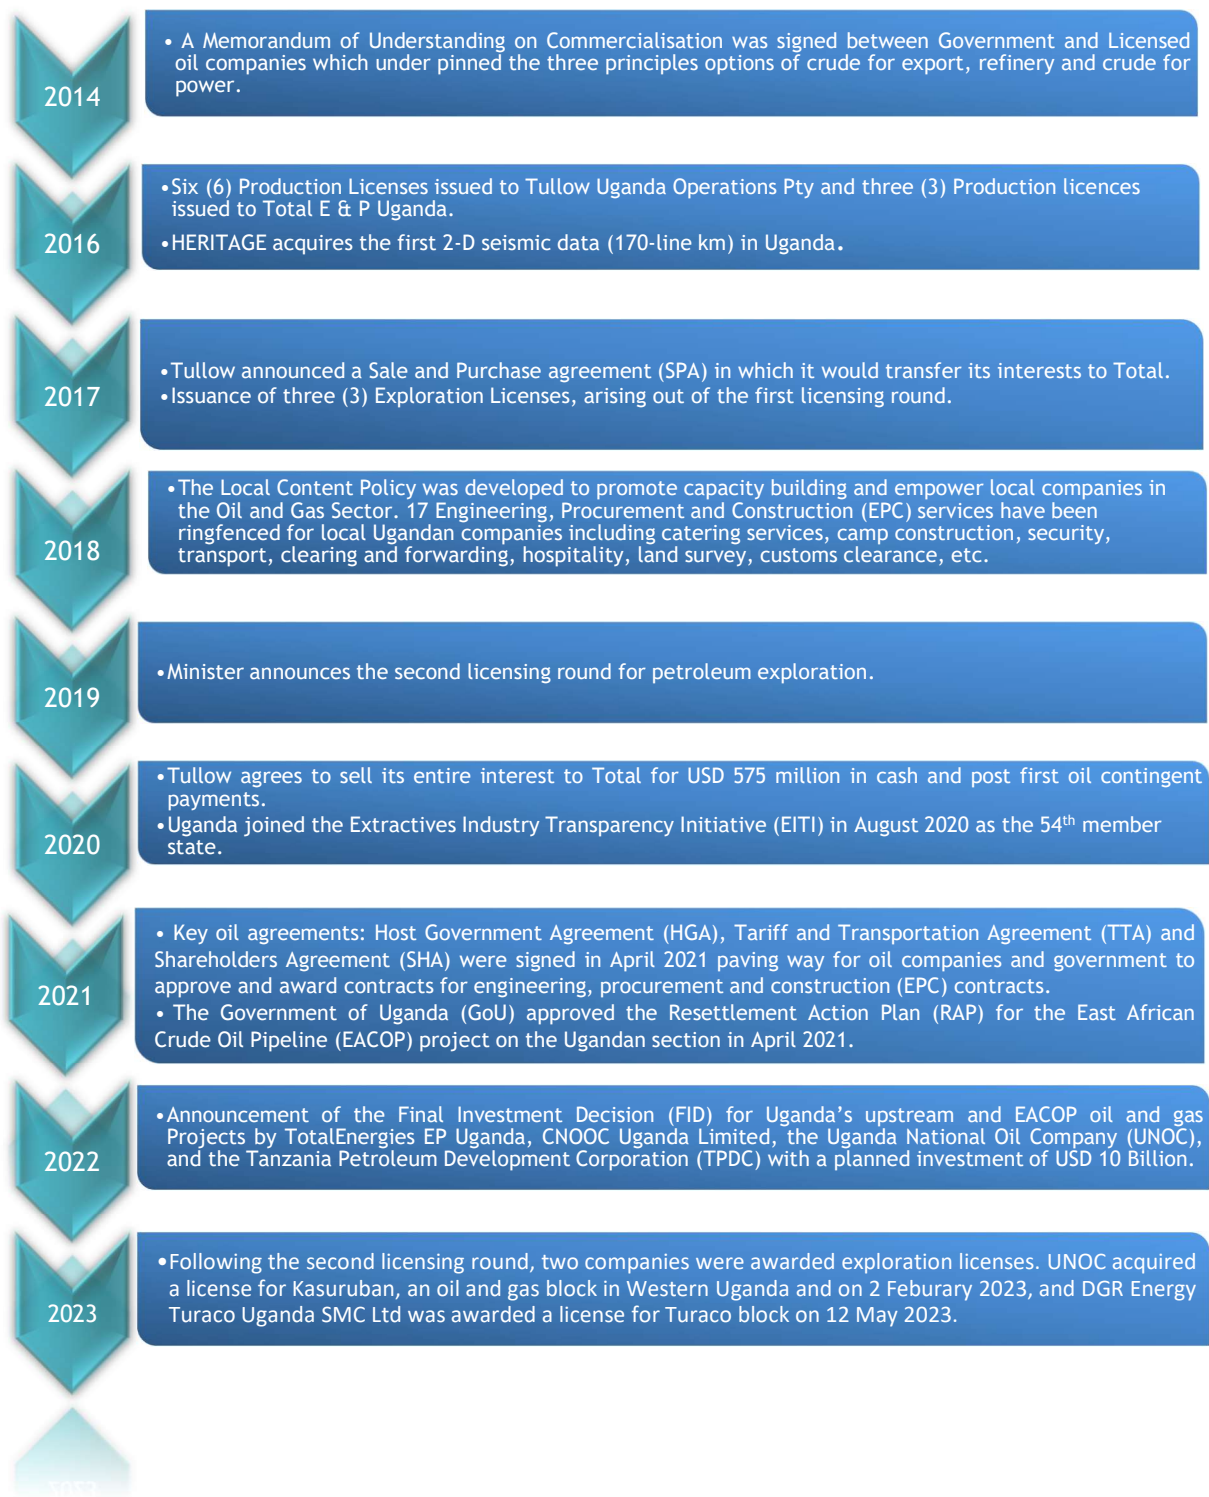 2014
• A Memorandum of Understanding on Commercialisation was signed between Government and Licensed
oil companies which under pinned the three principles options of crude for export, refinery and crude for
power.
2016
•Six (6) Production Licenses issued to Tullow Uganda Operations Pty and three (3) Production licences
issued to Total E & P Uganda.
•HERITAGE acquires the first 2-D seismic data (170-line km) in Uganda.
2017
•Tullow announced a Sale and Purchase agreement (SPA) in which it would transfer its interests to Total.
•Issuance of three (3) Exploration Licenses, arising out of the first licensing round.
2018
•The Local Content Policy was developed to promote capacity building and empower local companies in
the Oil and Gas Sector. 17 Engineering, Procurement and Construction (EPC) services have been
ringfenced for local Ugandan companies including catering services, camp construction, security,
transport, clearing and forwarding, hospitality, land survey, customs clearance, etc.
2019
•Minister announces the second licensing round for petroleum exploration.
2020
•Tullow agrees to sell its entire interest to Total for USD 575 million in cash and post first oil contingent
payments.
•Uganda joined the Extractives Industry Transparency Initiative (EITI) in August 2020 as the 54th member
state.
2021
• Key oil agreements: Host Government Agreement (HGA), Tariff and Transportation Agreement (TTA) and
Shareholders Agreement (SHA) were signed in April 2021 paving way for oil companies and government to
approve and award contracts for engineering, procurement and construction (EPC) contracts.
• The Government of Uganda (GoU) approved the Resettlement Action Plan (RAP) for the East African
Crude Oil Pipeline (EACOP) project on the Ugandan section in April 2021.
2022
•Announcement of the Final Investment Decision (FID) for Uganda’s upstream and EACOP oil and gas
Projects by TotalEnergies EP Uganda, CNOOC Uganda Limited, the Uganda National Oil Company (UNOC),
and the Tanzania Petroleum Development Corporation (TPDC) with a planned investment of USD 10 Billion.
2023
•Following the second licensing round, two companies were awarded exploration licenses. UNOC acquired
a license for Kasuruban, an oil and gas block in Western Uganda and on 2 Feburary 2023, and DGR Energy
Turaco Uganda SMC Ltd was awarded a license for Turaco block on 12 May 2023.